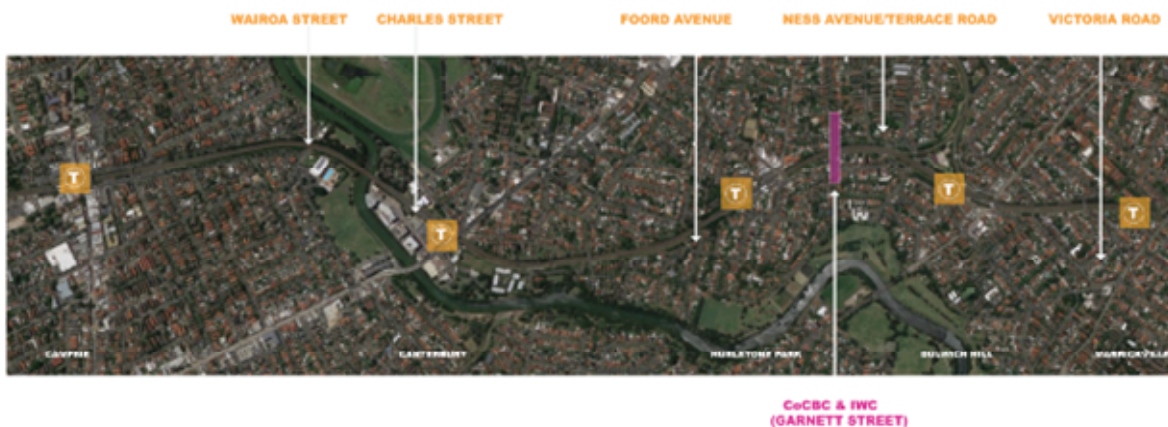 WAIROA STREET
CHARLES STREET
FOORD AVENUE
NESS AVENUE/TERRACE ROAD
VICTORIA ROAD
T
T
T
T
T
CAMPSIE
CANTERBURY
HURLSTONE PARK
DULWICH HILL
MARRICKVILLE
CoCBC & IWC
(GARNETT STREET)